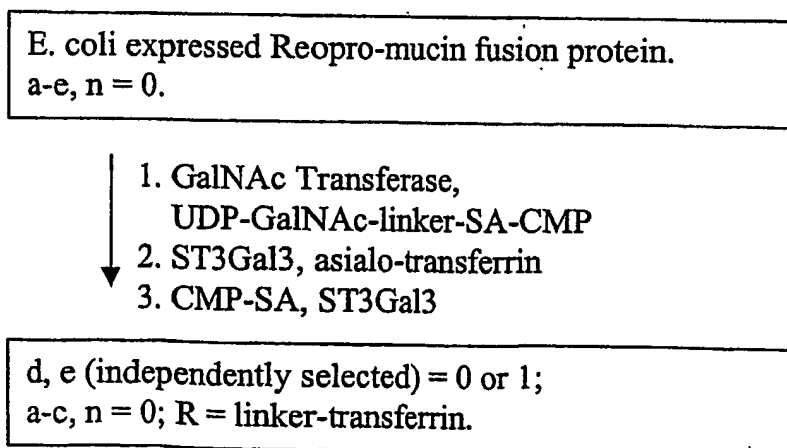 E. coli expressed Reopro-mucin fusion protein.
a-e, n = 0.
1. GalNAc Transferase,
UDP-GalNAc-linker-SA-CMP
2. ST3Gal3, asialo-transferrin
3. CMP-SA, ST3Gal3
d, e (independently selected) = 0 or 1;
a-c, n = 0; R = linker-transferrin.